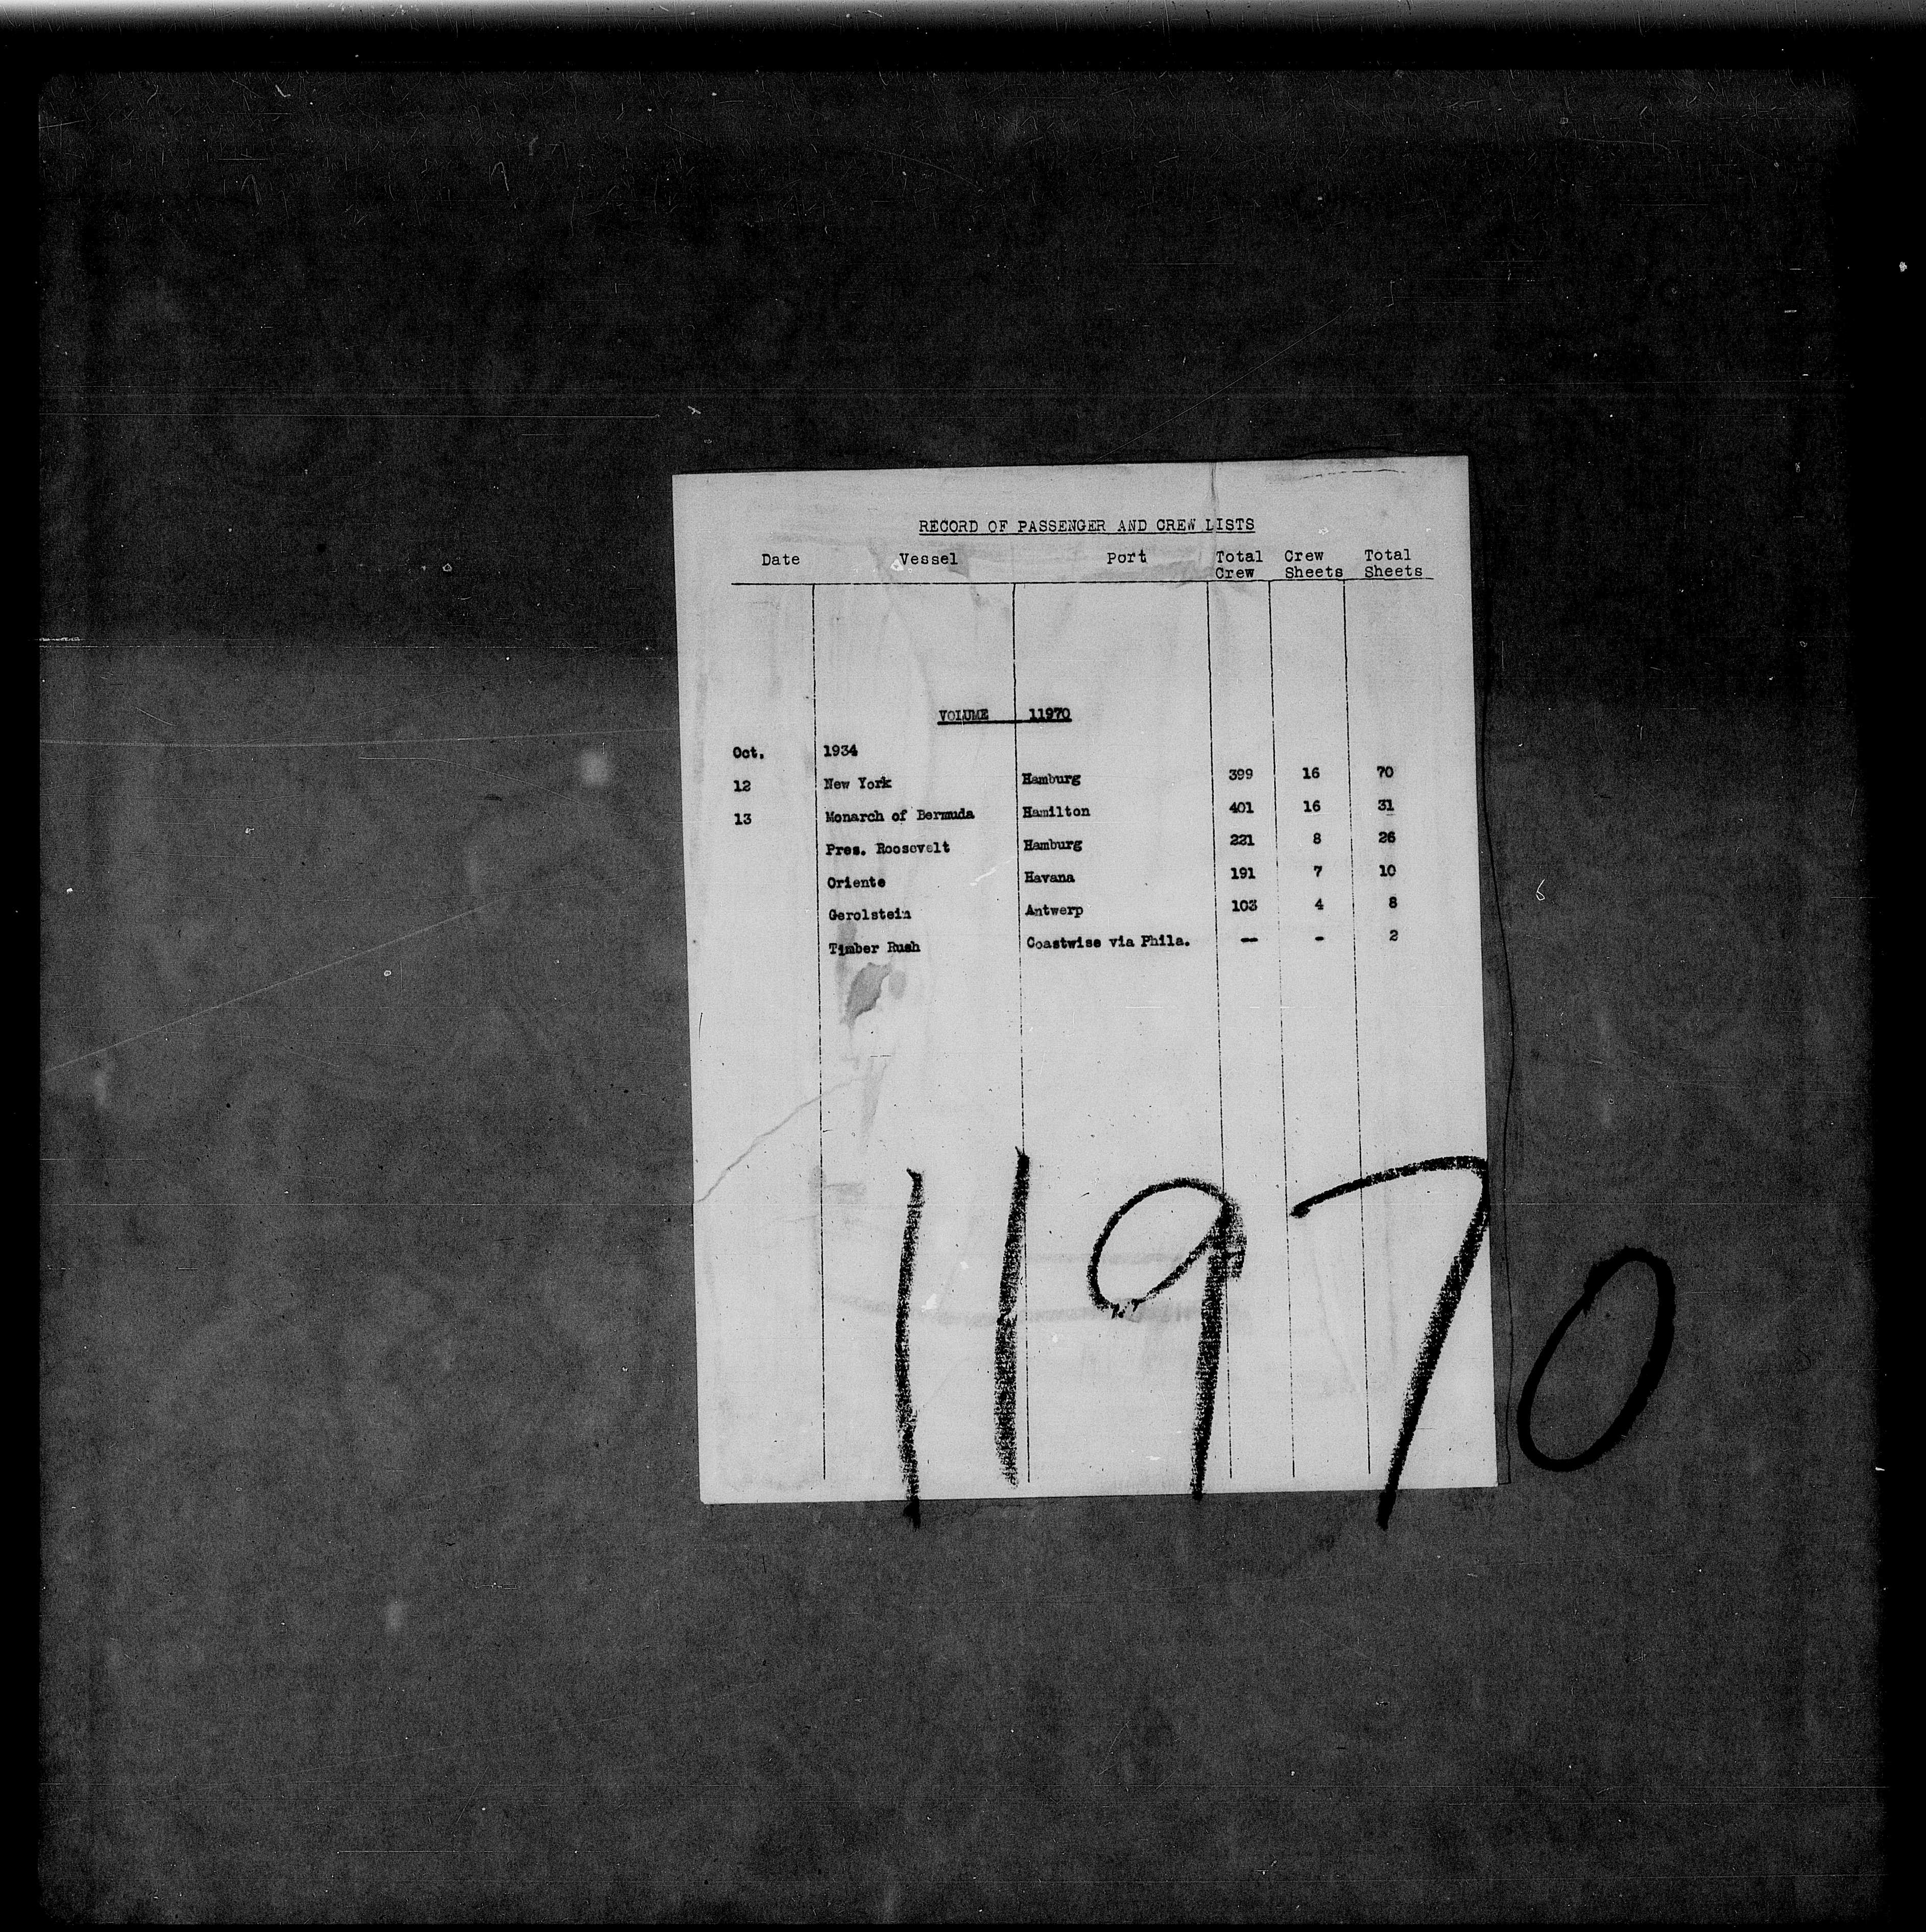 RECORD OF PASSENGER AND CREW LISTS
Date Vessel Port Total Crew Crew Sheets Total Sheets
VOLUME 11970
Oct. 1934
12 New York Hamburg 399 16 70
13 Monarch of Bermuda Hamilton 401 16 31
Pres. Roosevelt Hamburg 221 8 26
Oriente Havana 191 7 10
Gerolstein Antwerp 103 4 8
Timber Rush Coastwise via Phila. -- - 2
11970